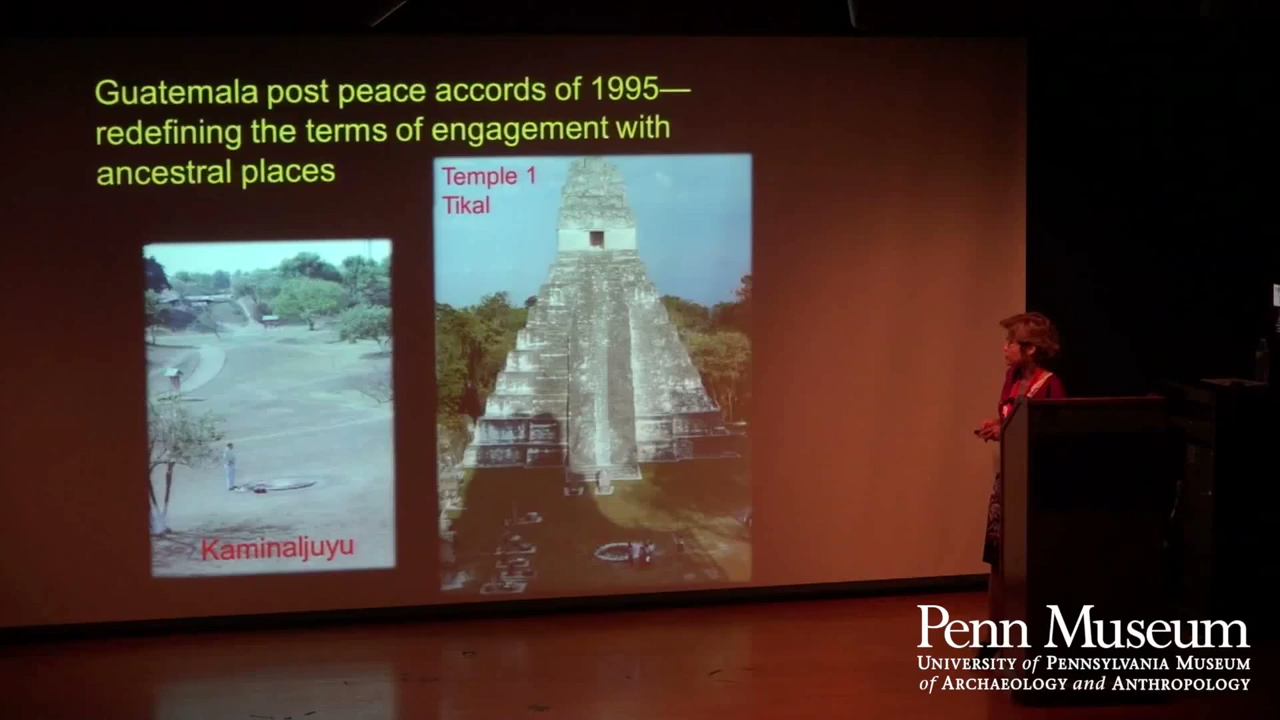 Guatemala post peace accords of 1995—
redefining the terms of engagement with
ancestral places
Temple 1
Tikal
Kaminaljuyu
Penn Museum
University of Pennsylvania Museum
of Archaeology and Anthropology